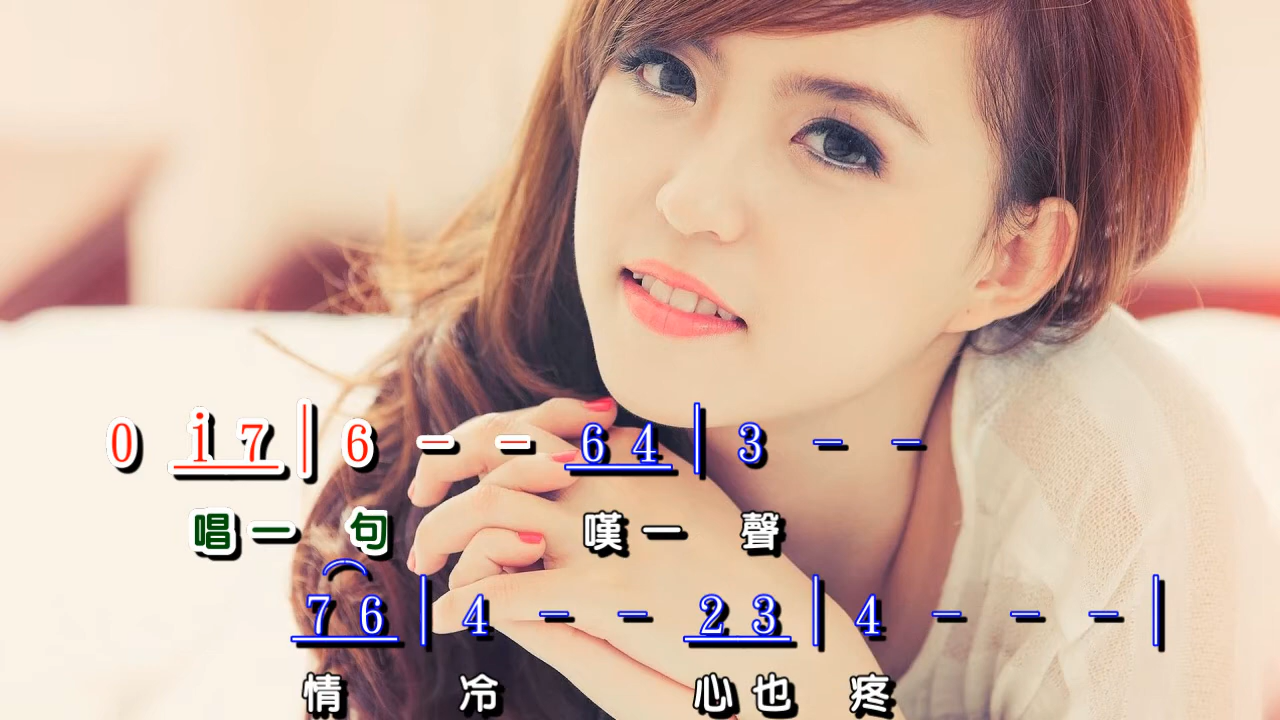 0 i 7 | 6 - - 6 4 | 3 - -
唱一 句 嘆一 聲
7 6 | 4 - - 2 3 | 4 - - - |
情 冷 心也 疼